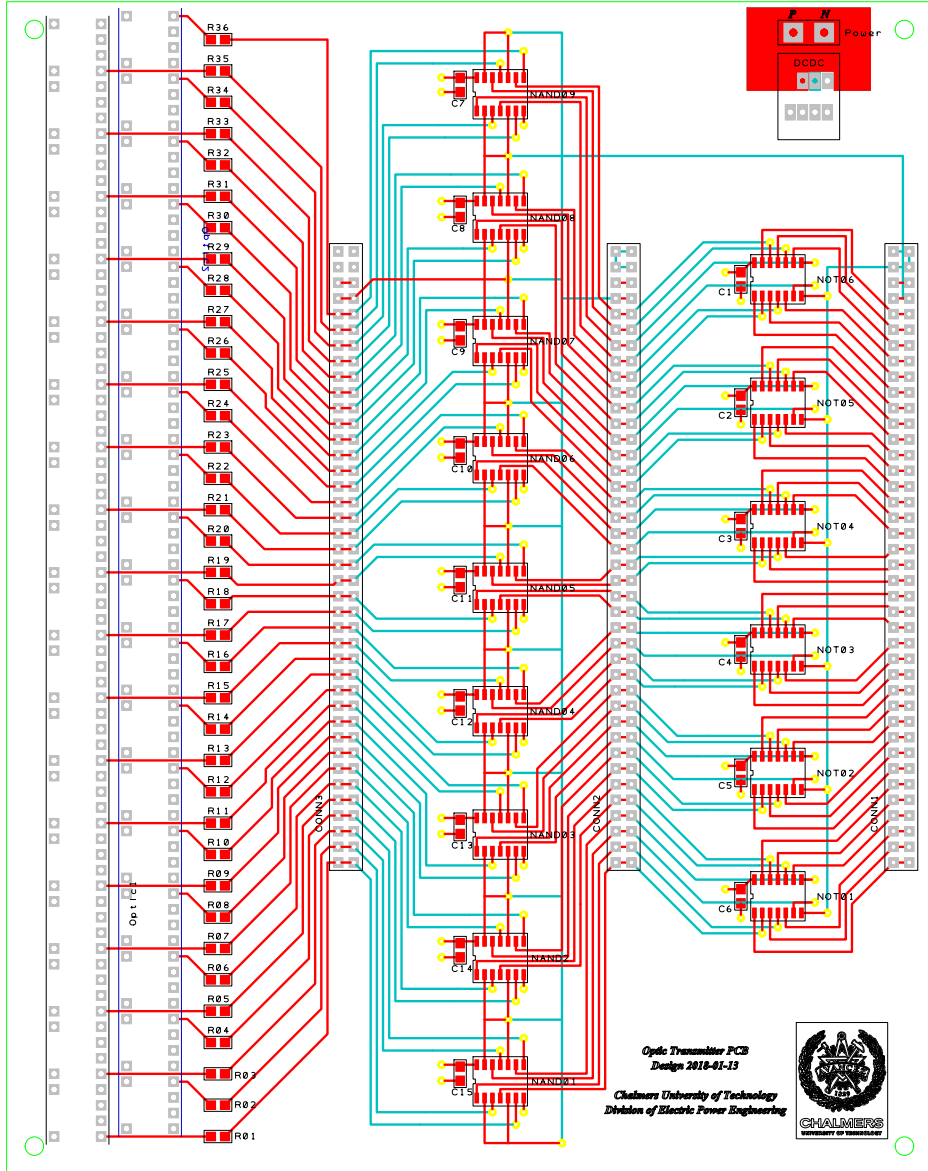 P N
Power
DCDC
R36
R35
R34
R33
R32
R31
R30
R29
R28
R27
R26
R25
R24
R23
R22
R21
R20
R19
R18
R17
R16
R15
R14
R13
R12
R11
R10
R09
R08
R07
R06
R05
R04
R03
R02
R01
Optic1
CONN3
C7
NAND09
C8
NAND08
C9
NAND07
C10
NAND06
C11
NAND05
C12
NAND04
C13
NAND03
C14
NAND2
C15
NAND01
CONN2
C1
NOT06
C2
NOT05
C3
NOT04
C4
NOT03
C5
NOT02
C6
NOT01
CONN1
Optic Transmitter PCB
Design 2018-01-13
Chalmers University of Technology
Division of Electric Power Engineering
AVANCEZ
1829
CHALMERS
UNIVERSITY OF TECHNOLOGY